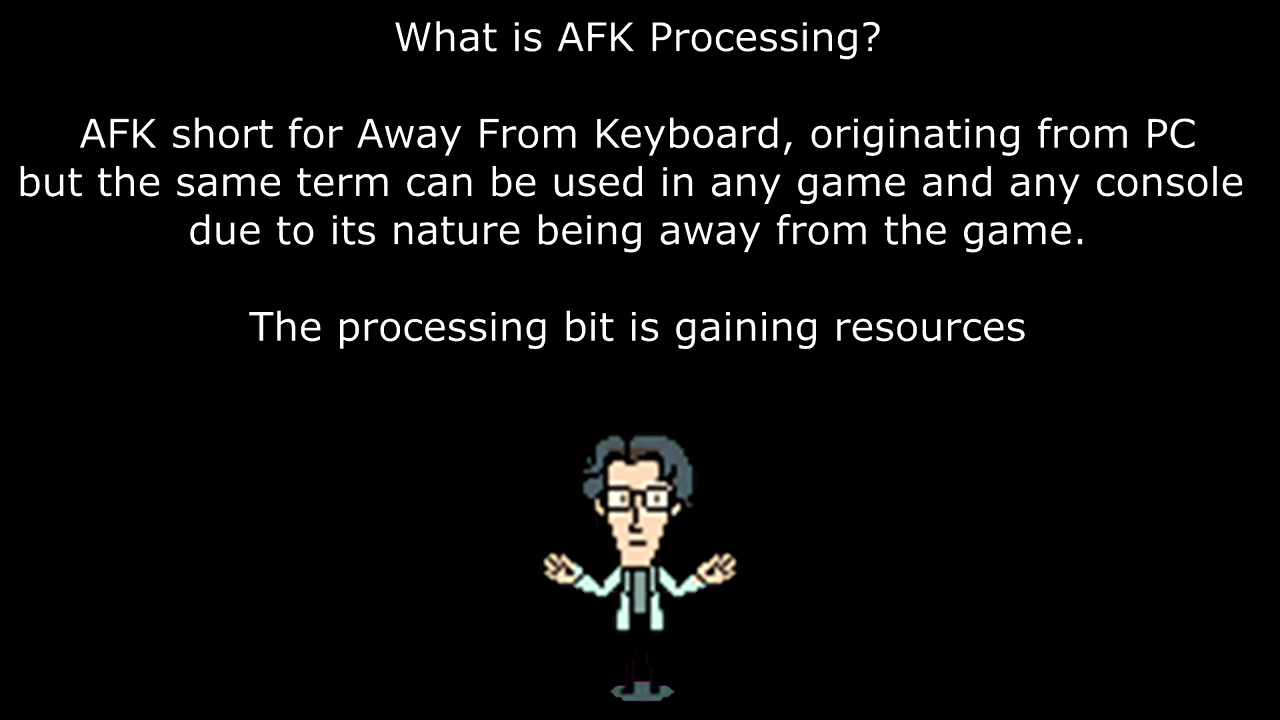 What is AFK Processing?
AFK short for Away From Keyboard, originating from PC
but the same term can be used in any game and any console
due to its nature being away from the game.
The processing bit is gaining resources